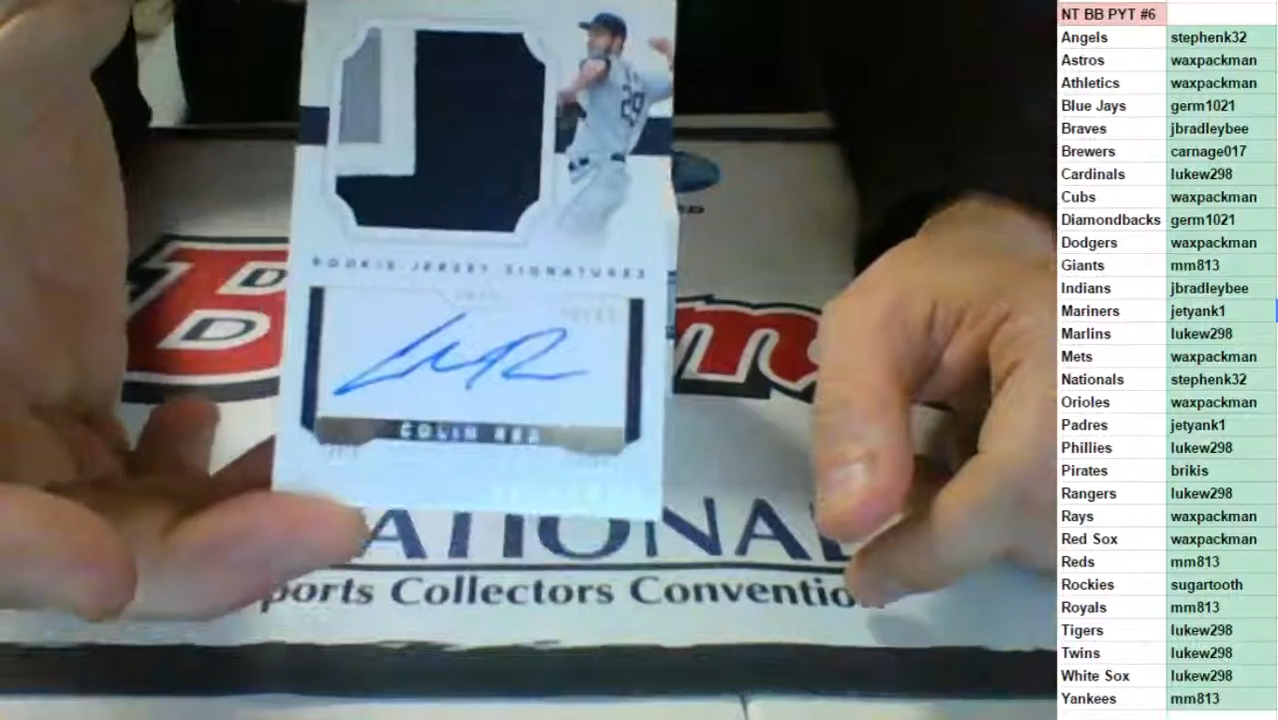 29
ROOKIE JERSEY SIGNATURES
COLIN REA
D
D
NATIONAL
ports Collectors Convention
NT BB PYT #6
Angels stephenk32
Astros waxpackman
Athletics waxpackman
Blue Jays germ1021
Braves jbradleybee
Brewers carnage017
Cardinals lukew298
Cubs waxpackman
Diamondbacks germ1021
Dodgers waxpackman
Giants mm813
Indians jbradleybee
Mariners jetyank1
Marlins lukew298
Mets waxpackman
Nationals stephenk32
Orioles waxpackman
Padres jetyank1
Phillies lukew298
Pirates brikis
Rangers lukew298
Rays waxpackman
Red Sox waxpackman
Reds mm813
Rockies sugartooth
Royals mm813
Tigers lukew298
Twins lukew298
White Sox lukew298
Yankees mm813